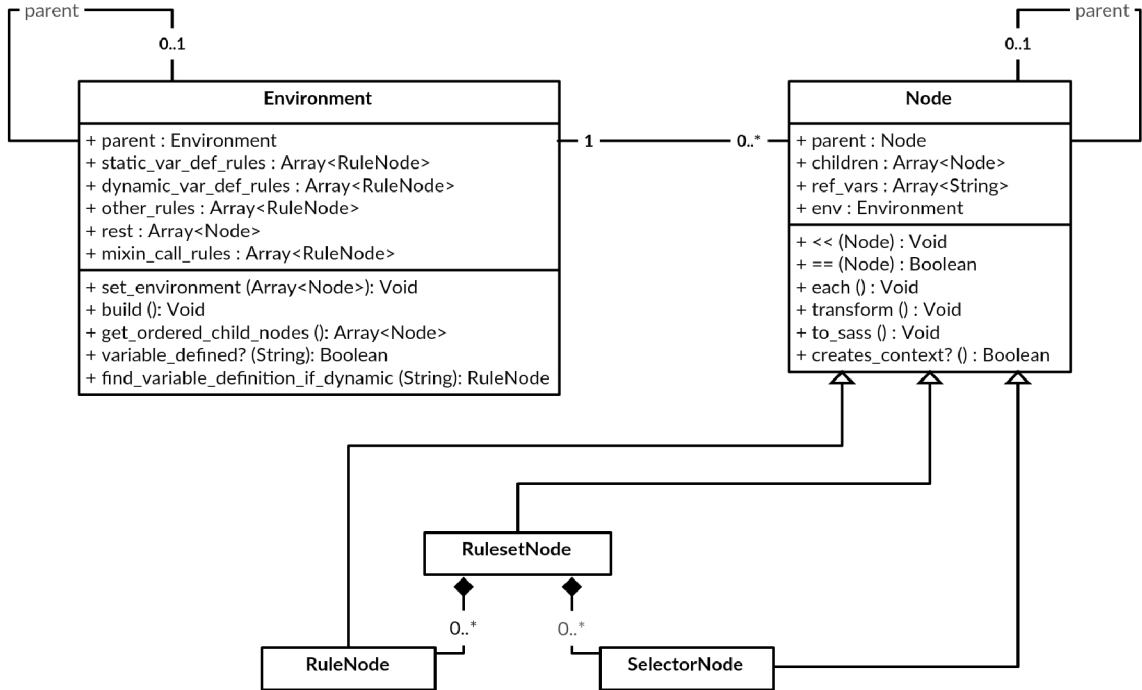 parent
0..1
Environment
+ parent : Environment
+ static_var_def_rules : Array<RuleNode>
+ dynamic_var_def_rules : Array<RuleNode>
+ other_rules : Array<RuleNode>
+ rest : Array<Node>
+ mixin_call_rules : Array<RuleNode>
+ set_environment (Array<Node>): Void
+ build (): Void
+ get_ordered_child_nodes (): Array<Node>
+ variable_defined? (String): Boolean
+ find_variable_definition_if_dynamic (String): RuleNode
1
0..*
parent
0..1
Node
+ parent : Node
+ children : Array<Node>
+ ref_vars : Array<String>
+ env : Environment
+ << (Node) : Void
+ == (Node) : Boolean
+ each () : Void
+ transform () : Void
+ to_sass () : Void
+ creates_context? () : Boolean
RulesetNode
0..*
0..*
RuleNode
SelectorNode